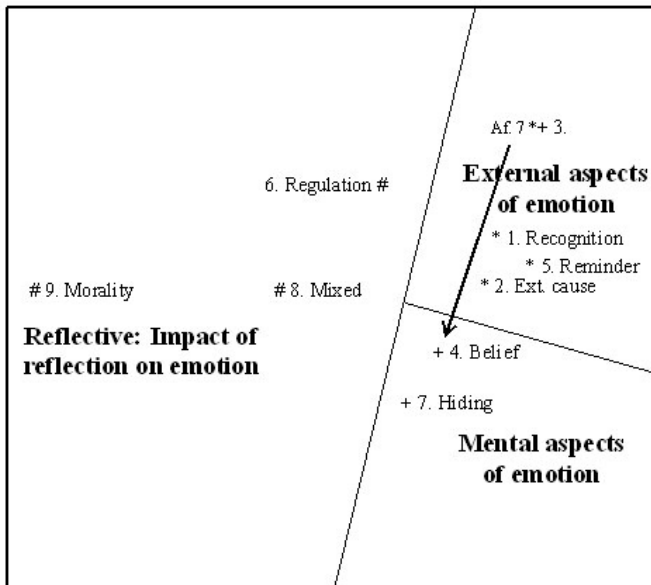 Af. 7 *+ 3.
6. Regulation #
External aspects
of emotion
* 1. Recognition
* 5. Reminder
* 2. Ext. cause
# 9. Morality
# 8. Mixed
Reflective: Impact of
reflection on emotion
+ 4. Belief
+ 7. Hiding
Mental aspects
of emotion